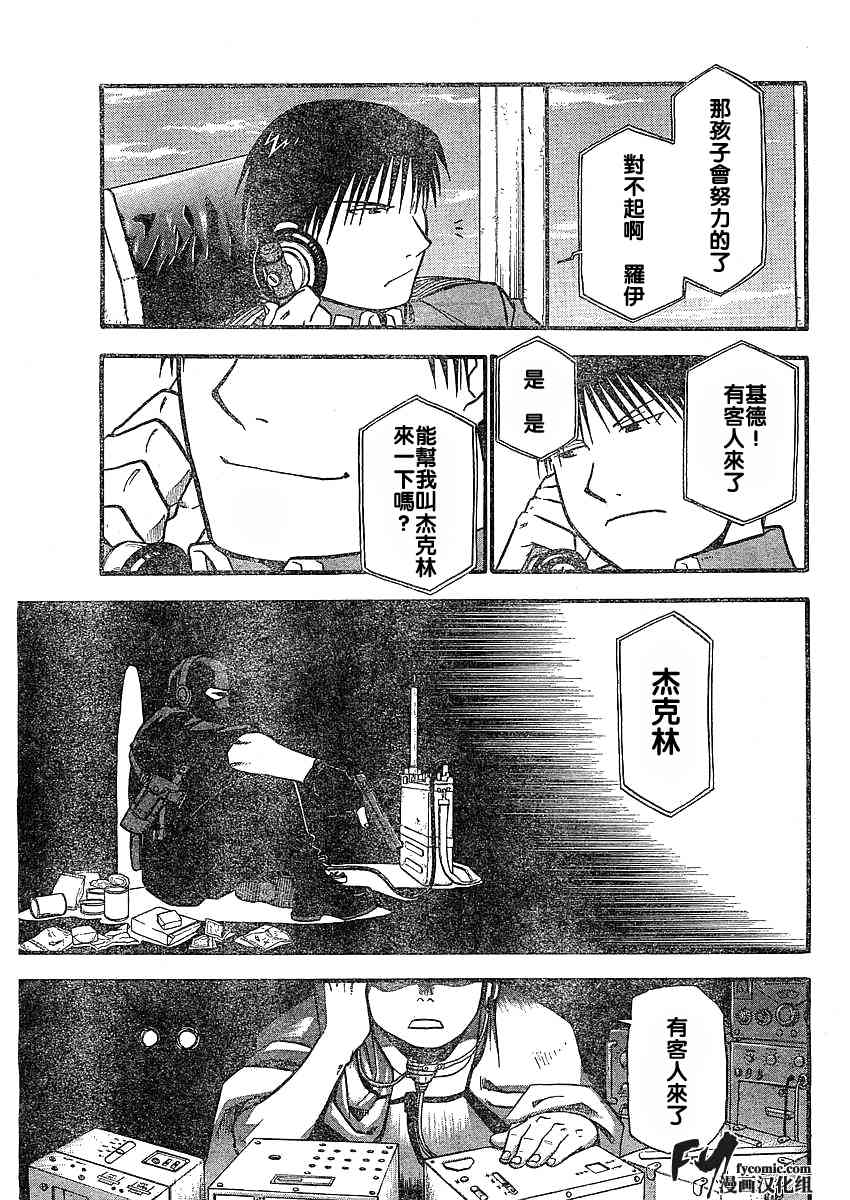 那孩子會努力的了
對不起啊 羅伊
基德！
有客人來了
是
是
能幫我叫杰克林
來一下嗎？
杰克林
有客人來了
FY
fycomic.com
漫画汉化组